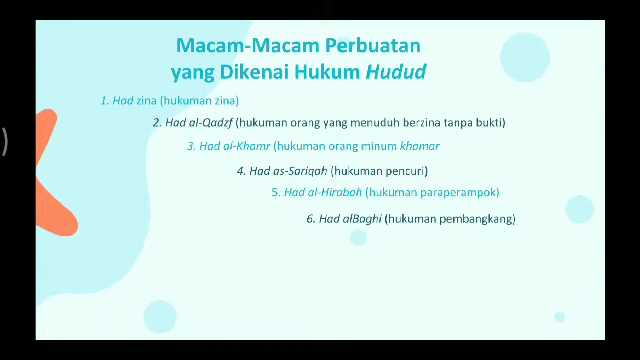 Macam-Macam Perbuatan
yang Dikenai Hukum Hudud
1. Had zina (hukuman zina)
2. Had al-Qadzf (hukuman orang yang menuduh berzina tanpa bukti)
3. Had al-Khamr (hukuman orang minum khamar
4. Had as-Sariqah (hukuman pencuri)
5. Had al-Hirabah (hukuman paraperampok)
6. Had alBaghi (hukuman pembangkang)